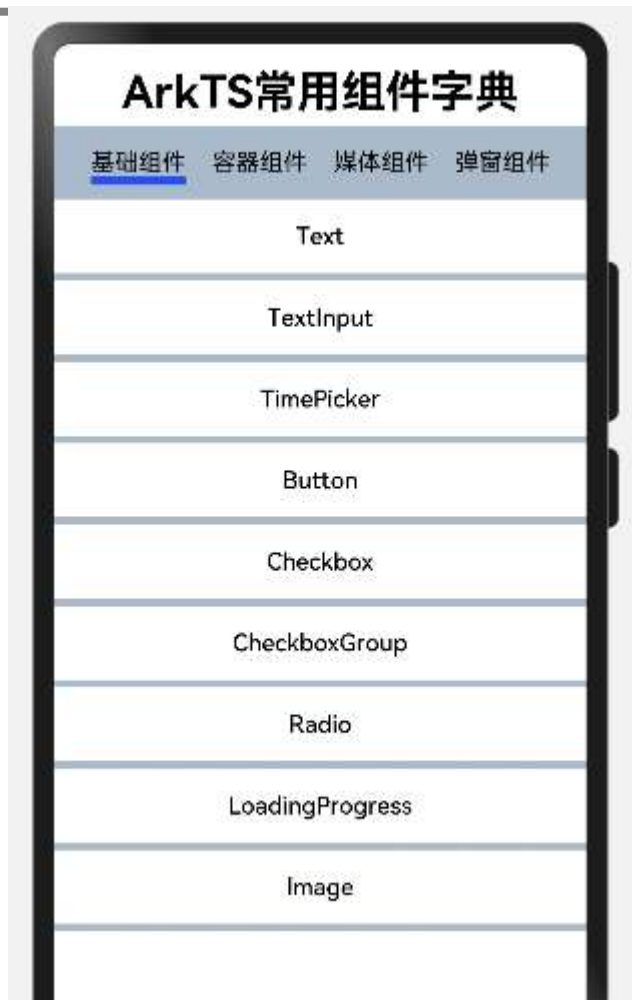 ArkTS常用组件字典
基础组件 容器组件 媒体组件 弹窗组件
Text
TextInput
TimePicker
Button
Checkbox
CheckboxGroup
Radio
LoadingProgress
Image